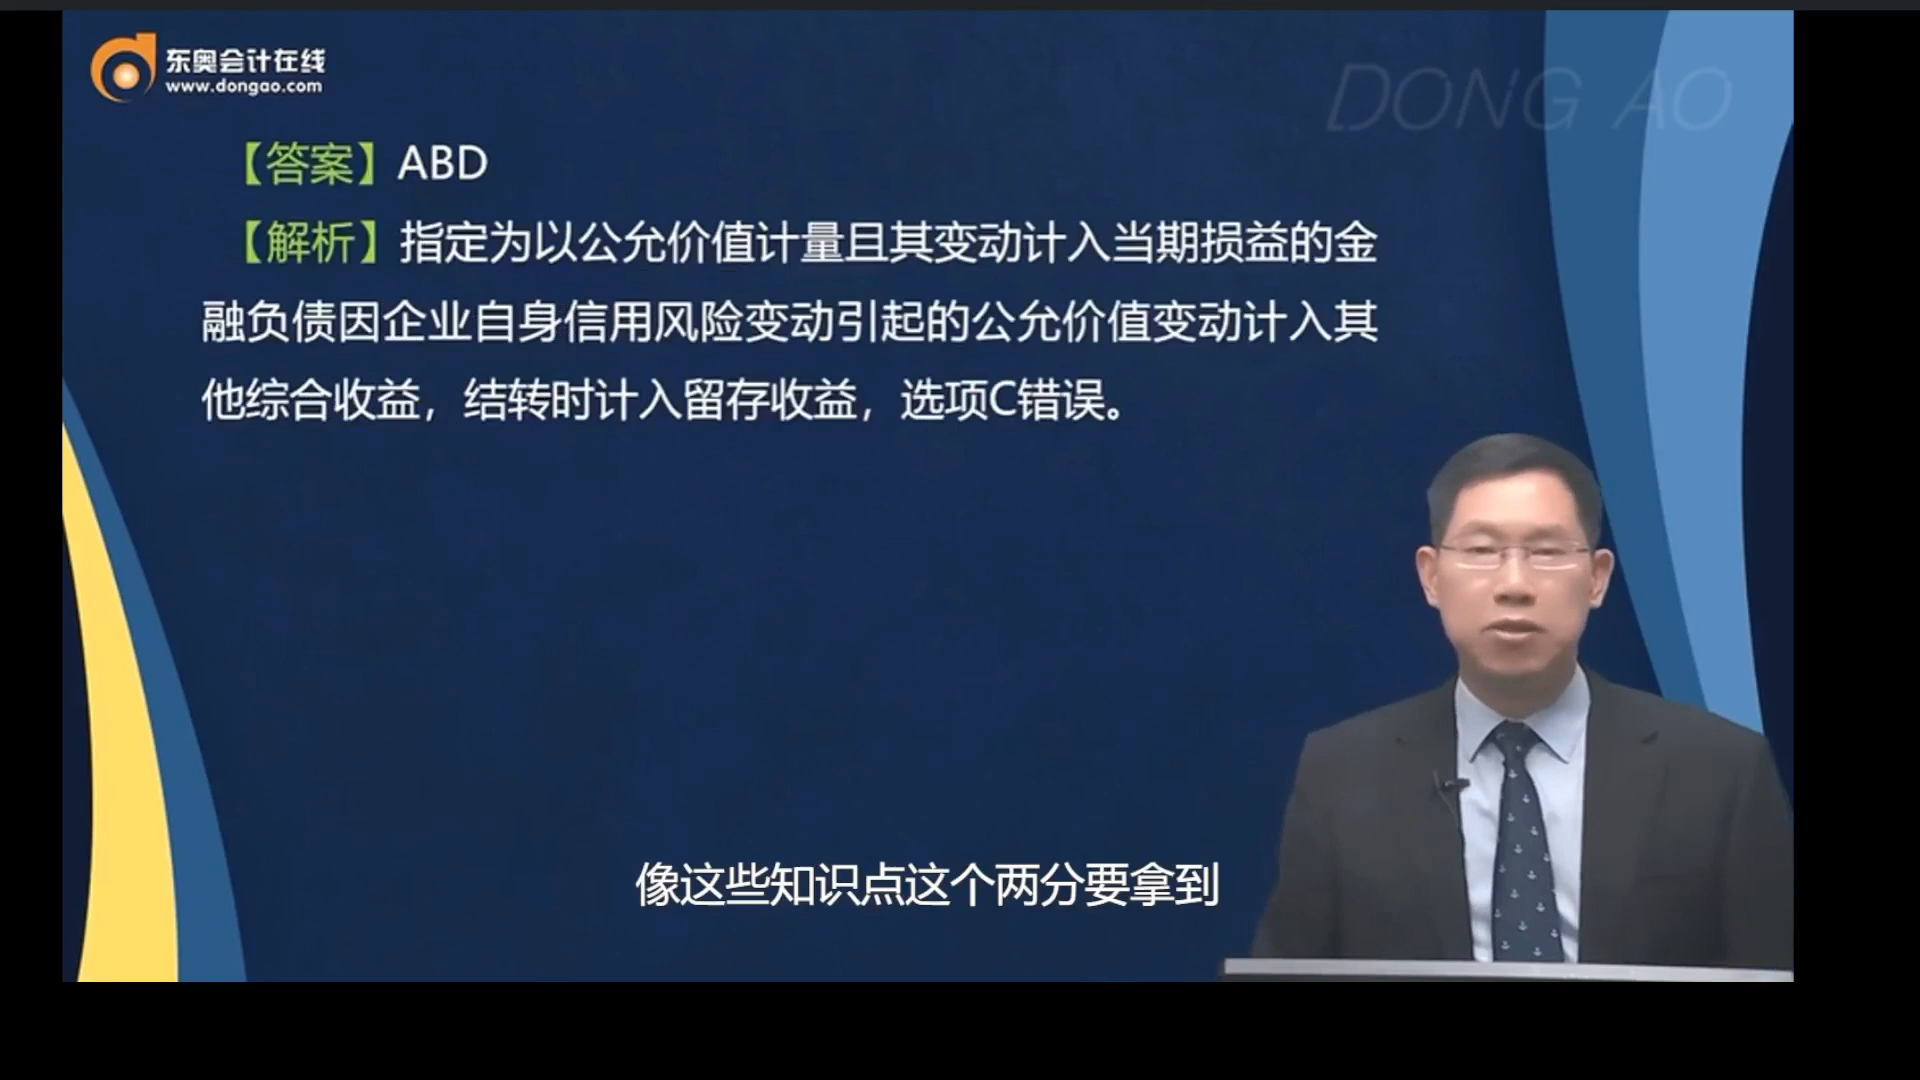 东奥会计在线
www.dongao.com
DONG AO
【答案】ABD
【解析】指定为以公允价值计量且其变动计入当期损益的金
融负债因企业自身信用风险变动引起的公允价值变动计入其
他综合收益，结转时计入留存收益，选项C错误。
像这些知识点这个两分要拿到